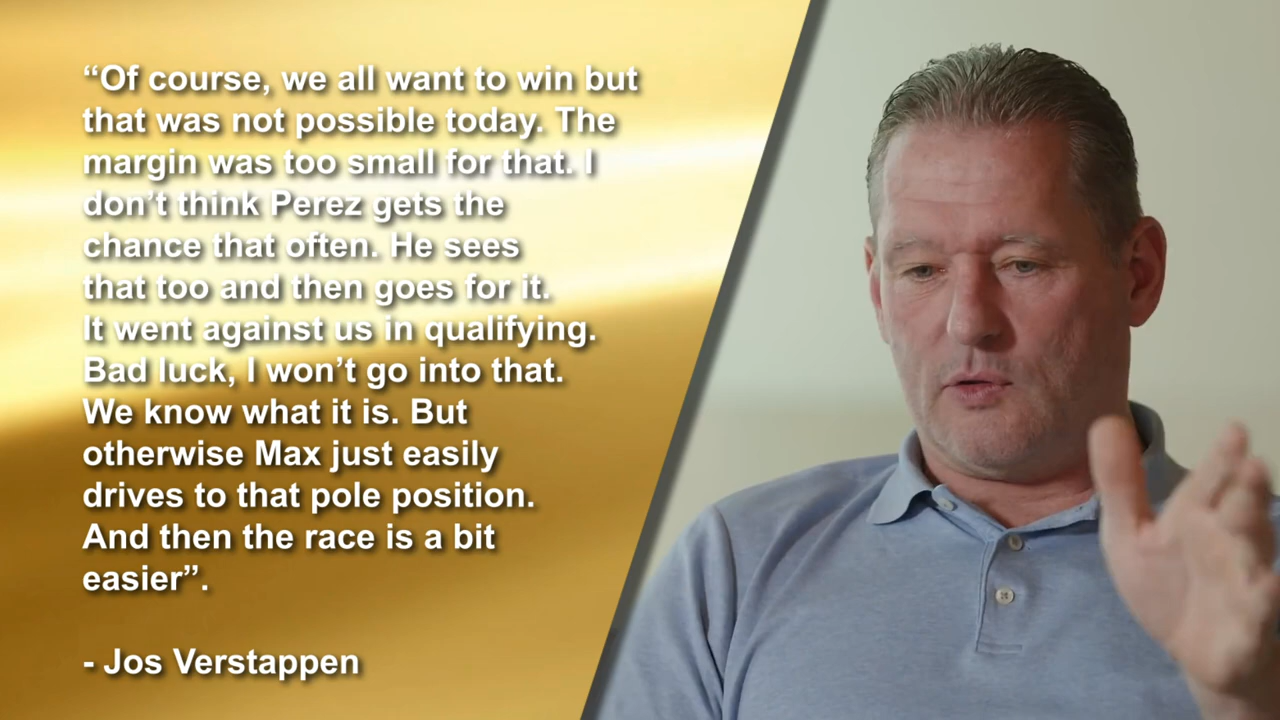 “Of course, we all want to win but
that was not possible today. The
margin was too small for that. I
don’t think Perez gets the
chance that often. He sees
that too and then goes for it.
It went against us in qualifying.
Bad luck, I won’t go into that.
We know what it is. But
otherwise Max just easily
drives to that pole position.
And then the race is a bit
easier”.
- Jos Verstappen